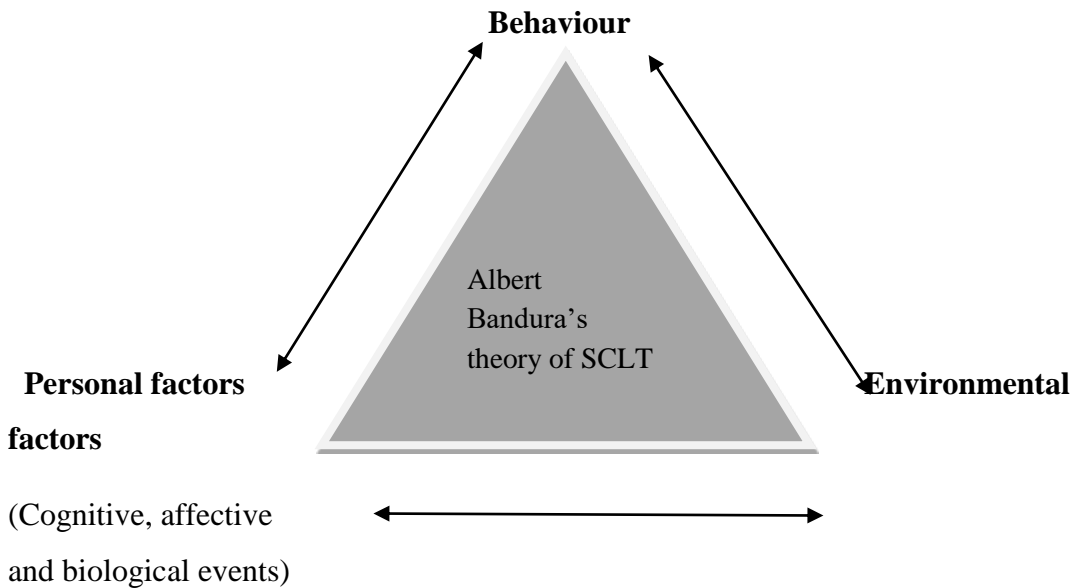 Behaviour
Albert
Bandura’s
theory of SCLT
Personal factors Environmental
factors
(Cognitive, affective
and biological events)